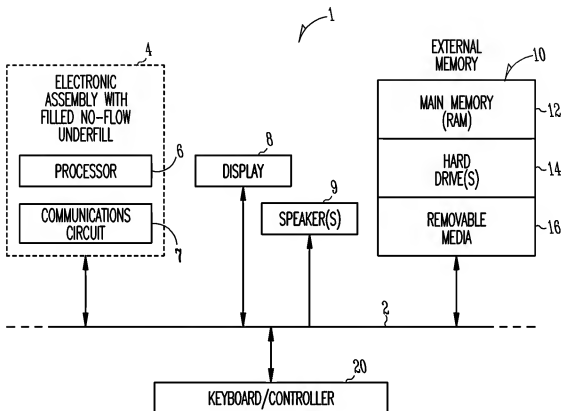 1
4
ELECTRONIC
ASSEMBLY WITH
FILLED NO-FLOW
UNDERFILL
PROCESSOR
6
COMMUNICATIONS
CIRCUIT
7
8
DISPLAY
9
SPEAKER(S)
EXTERNAL
MEMORY
10
MAIN MEMORY
(RAM)
12
HARD
DRIVE(S)
14
REMOVABLE
MEDIA
16
2
20
KEYBOARD/CONTROLLER